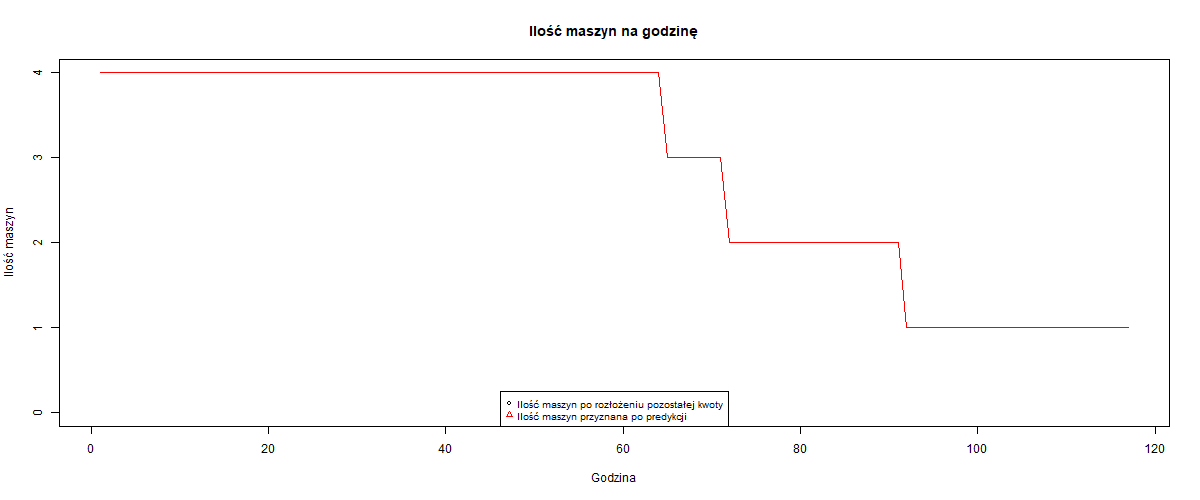 Ilość maszyn na godzinę
Ilość maszyn
4
3
2
1
0
Ilość maszyn po rozłożeniu pozostałej kwoty
Ilość maszyn przyznana po predykcji
0 20 40 60 80 100 120
Godzina